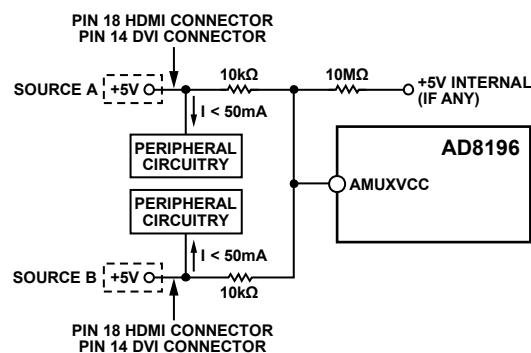 PIN 18 HDMI CONNECTOR
PIN 14 DVI CONNECTOR
SOURCE A
+5V
10kΩ
10MΩ
+5V INTERNAL
(IF ANY)
I < 50mA
PERIPHERAL
CIRCUITRY
AD8196
AMUXVCC
PERIPHERAL
CIRCUITRY
I < 50mA
SOURCE B
+5V
10kΩ
PIN 18 HDMI CONNECTOR
PIN 14 DVI CONNECTOR